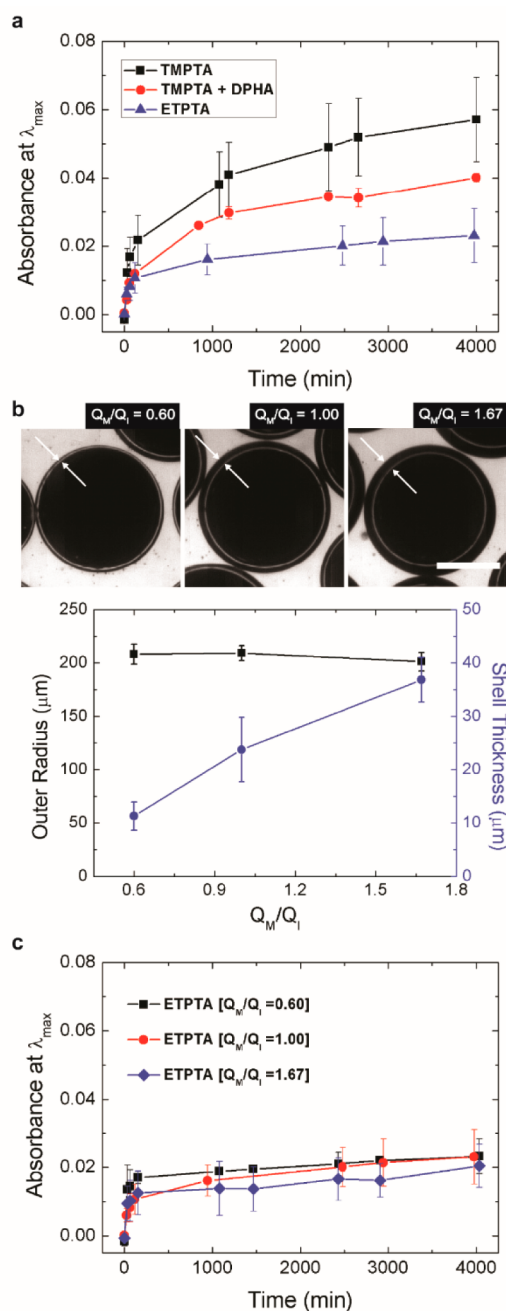 a
0.08
0.06
0.04
0.02
0.00
Absorbance at λmax
TMPTA
TMPTA + DPHA
ETPTA
0 1000 2000 3000 4000
Time (min)
b
QM/QI = 0.60 QM/QI = 1.00 QM/QI = 1.67
250
200
150
100
50
0
Outer Radius (μm)
50
40
30
20
10
0
Shell Thickness
(μm)
0.6 0.9 1.2 1.5 1.8
QM/QI
c
0.08
0.06
0.04
0.02
0.00
Absorbance at λmax
ETPTA [QM/QI =0.60]
ETPTA [QM/QI =1.00]
ETPTA [QM/QI =1.67]
0 1000 2000 3000 4000
Time (min)